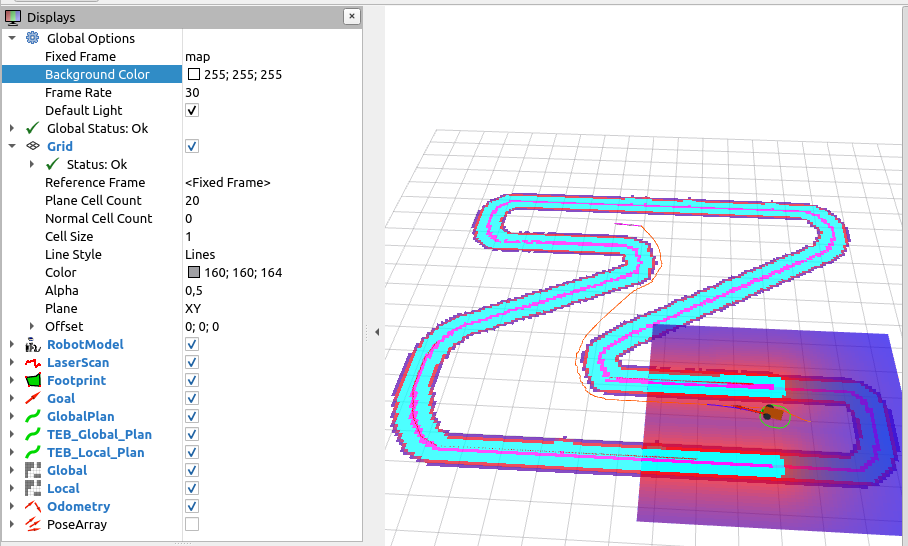 Displays
Global Options
Fixed Frame map
Background Color 255; 255; 255
Frame Rate 30
Default Light
Global Status: Ok
Grid
Status: Ok
Reference Frame <Fixed Frame>
Plane Cell Count 20
Normal Cell Count 0
Cell Size 1
Line Style Lines
Color 160; 160; 164
Alpha 0,5
Plane XY
Offset 0; 0; 0
RobotModel
LaserScan
Footprint
Goal
GlobalPlan
TEB_Global_Plan
TEB_Local_Plan
Global
Local
Odometry
PoseArray